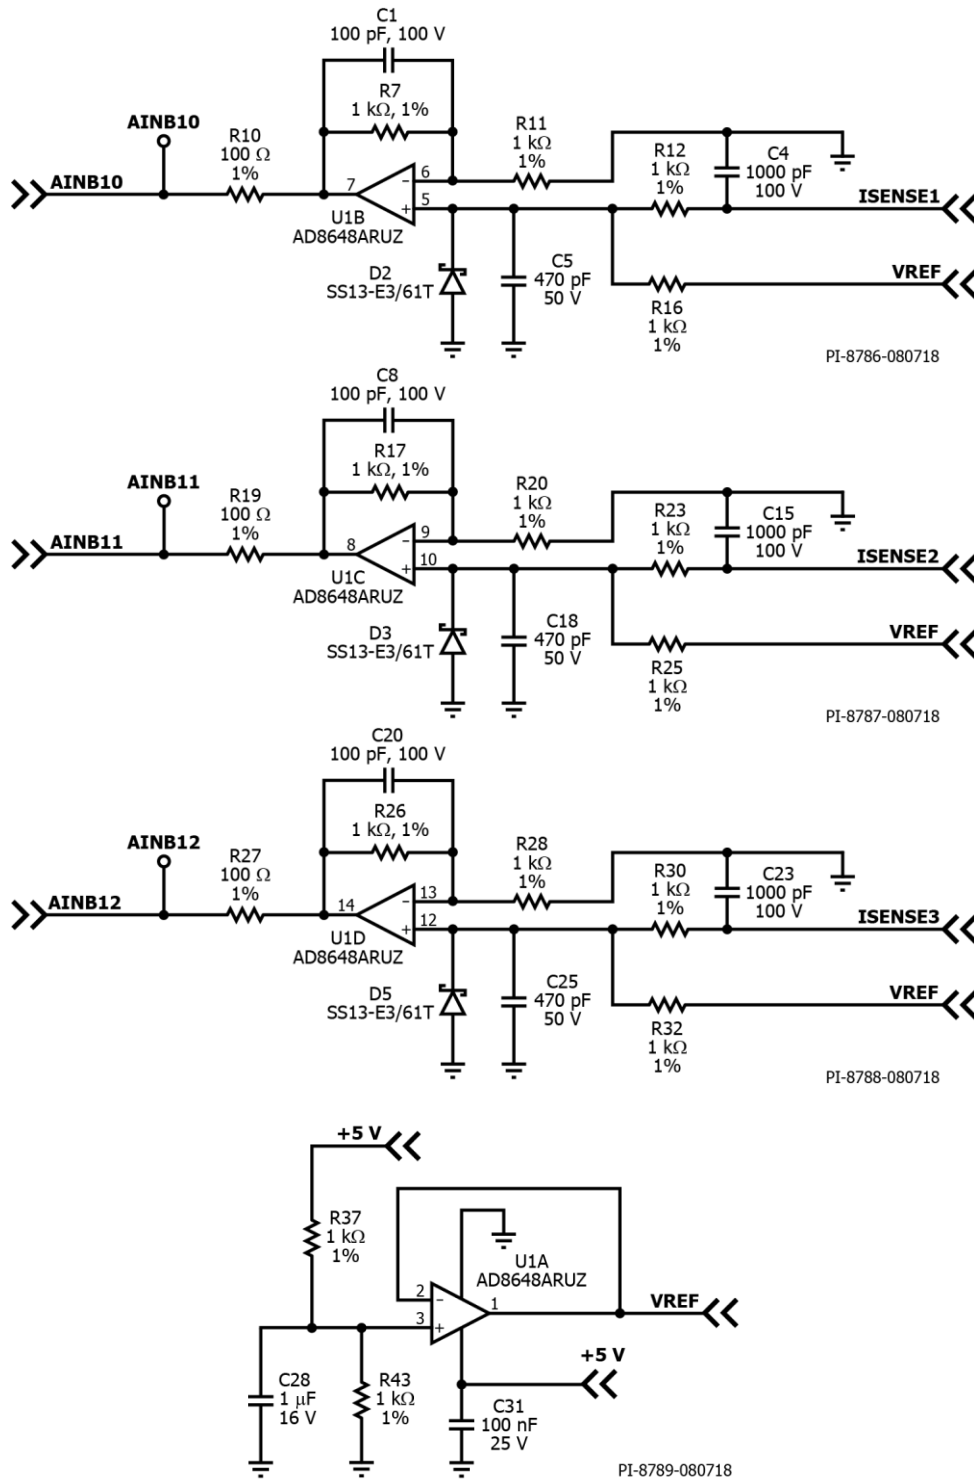 C1
100 pF, 100 V
R7
1 kΩ, 1%
AINB10
R10
100 Ω
1%
R11
1 kΩ
1%
R12
1 kΩ
1%
C4
1000 pF
100 V
AINB10
7
6
-
5
+
ISENSE1
U1B
AD8648ARUZ
D2
SS13-E3/61T
C5
470 pF
50 V
VREF
R16
1 kΩ
1%
PI-8786-080718
C8
100 pF, 100 V
R17
1 kΩ, 1%
AINB11
R19
100 Ω
1%
R20
1 kΩ
1%
R23
1 kΩ
1%
C15
1000 pF
100 V
AINB11
8
9
-
10
+
ISENSE2
U1C
AD8648ARUZ
D3
SS13-E3/61T
C18
470 pF
50 V
VREF
R25
1 kΩ
1%
PI-8787-080718
C20
100 pF, 100 V
R26
1 kΩ, 1%
AINB12
R27
100 Ω
1%
R28
1 kΩ
1%
R30
1 kΩ
1%
C23
1000 pF
100 V
AINB12
14
13
-
12
+
ISENSE3
U1D
AD8648ARUZ
D5
SS13-E3/61T
C25
470 pF
50 V
VREF
R32
1 kΩ
1%
PI-8788-080718
+5 V
R37
1 kΩ
1%
U1A
AD8648ARUZ
2
-
3
+
1
VREF
+5 V
C28
1 μF
16 V
R43
1 kΩ
1%
C31
100 nF
25 V
PI-8789-080718